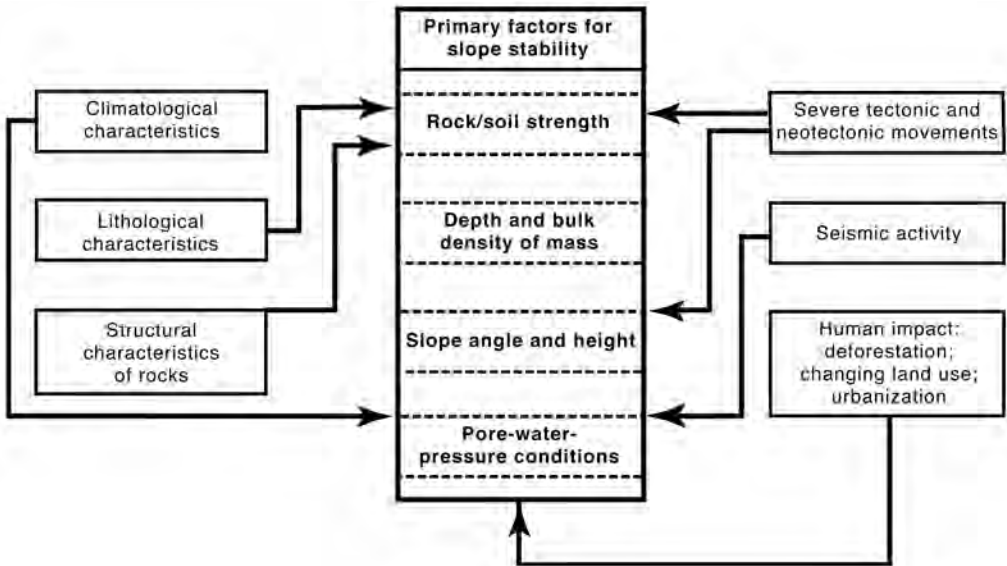 Primary factors for
slope stability
Rock/soil strength
Depth and bulk
density of mass
Slope angle and height
Pore-water-
pressure conditions
Climatological
characteristics
Lithological
characteristics
Structural
characteristics
of rocks
Severe tectonic and
neotectonic movements
Seismic activity
Human impact:
deforestation;
changing land use;
urbanization